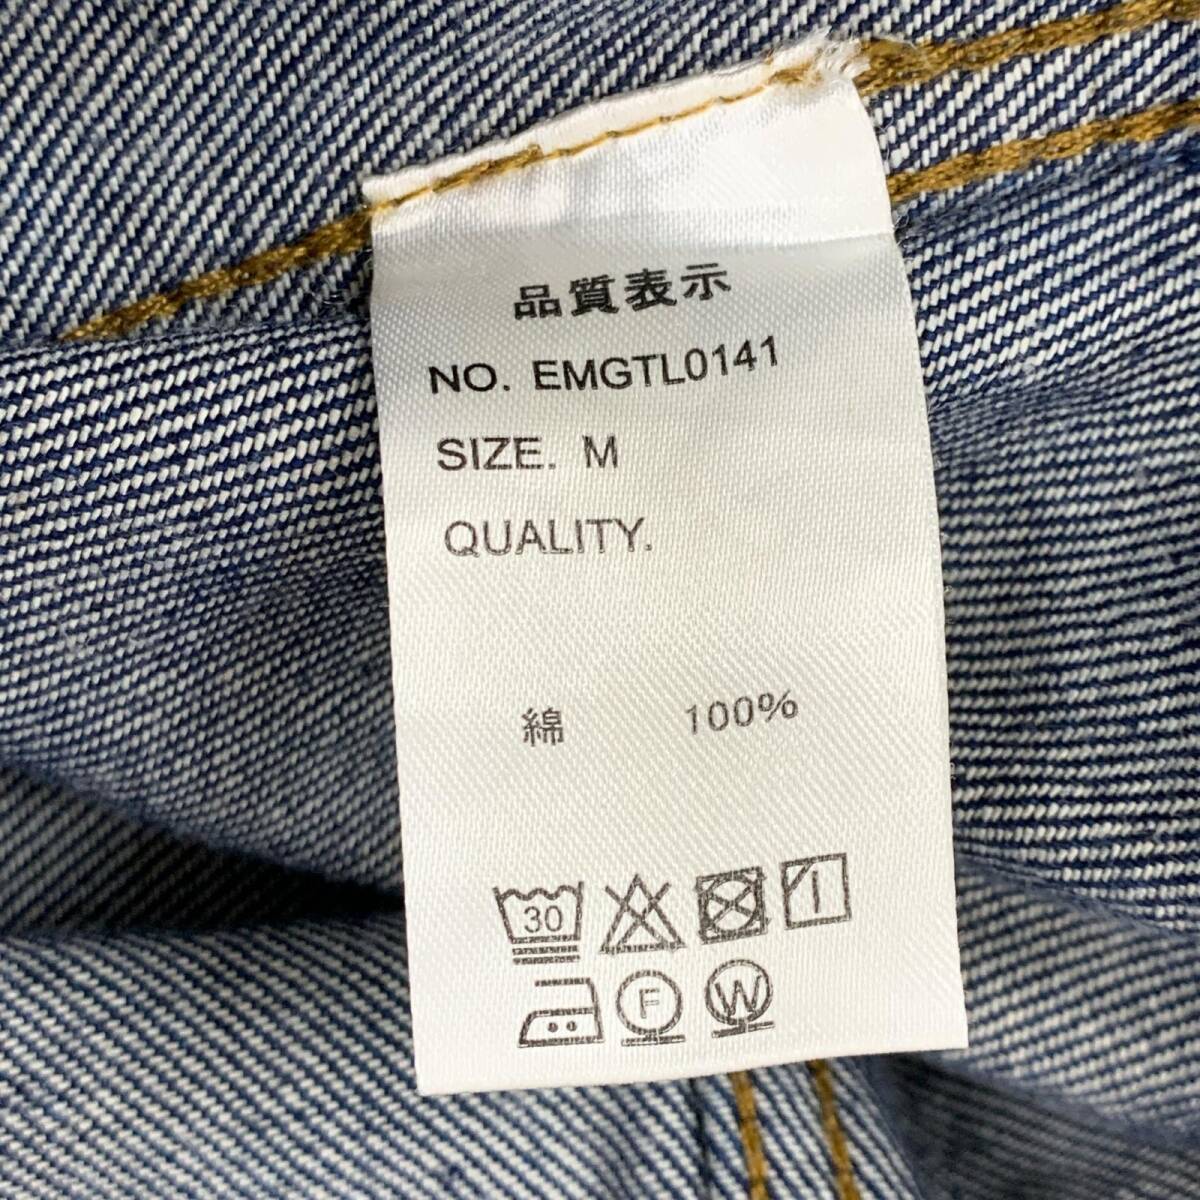 品質表示
NO. EMGTL0141
SIZE. M
QUALITY.
綿 100%
30
F W